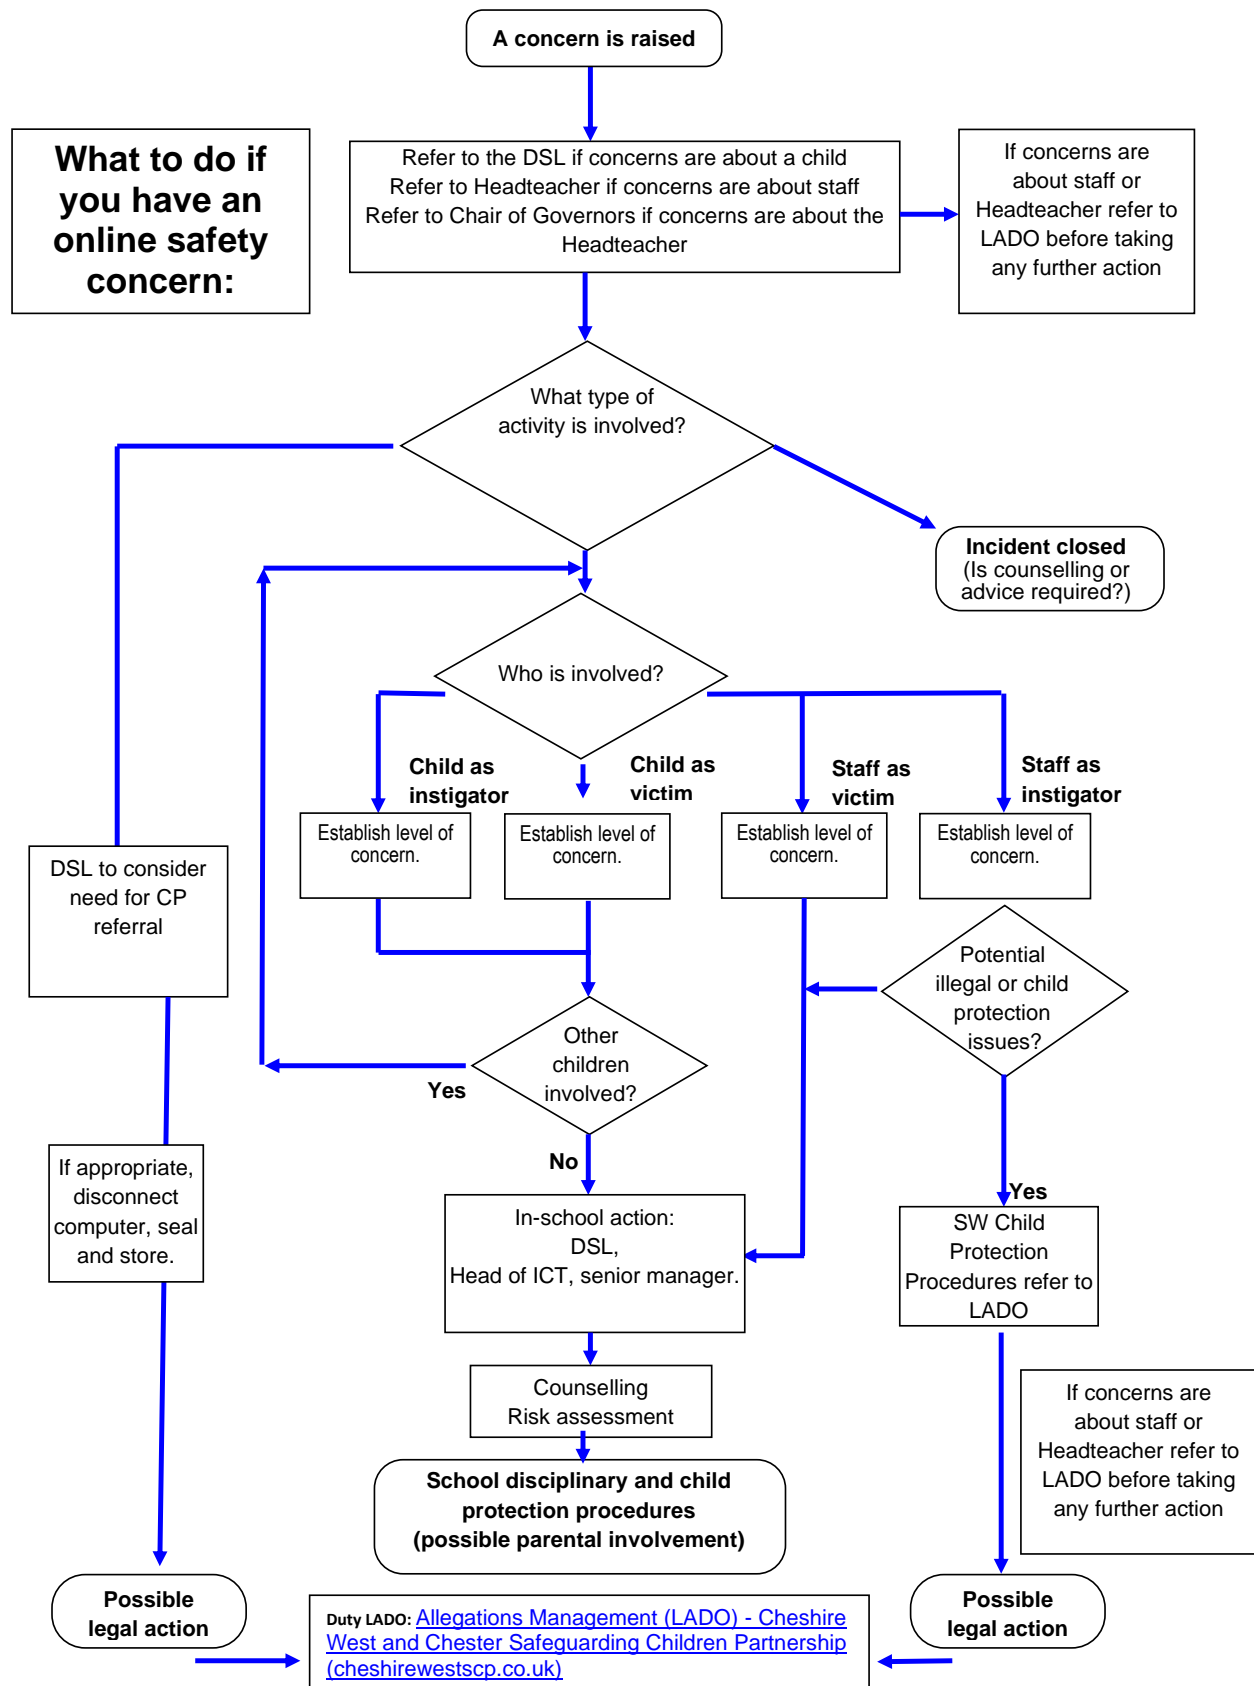 A concern is raised
What to do if
you have an
online safety
concern:
Refer to the DSL if concerns are about a child
Refer to Headteacher if concerns are about staff
Refer to Chair of Governors if concerns are about the
Headteacher
If concerns are
about staff or
Headteacher refer to
LADO before taking
any further action
What type of
activity is involved?
Incident closed
(Is counselling or
advice required?)
Who is involved?
Child as
instigator
Child as
victim
Staff as
victim
Staff as
instigator
Establish level of
concern.
Establish level of
concern.
Establish level of
concern.
Establish level of
concern.
DSL to consider
need for CP
referral
Potential
illegal or child
protection
issues?
Other
children
involved?
Yes
No
If appropriate,
disconnect
computer, seal
and store.
Yes
In-school action:
DSL,
Head of ICT, senior manager.
SW Child
Protection
Procedures refer to
LADO
Counselling
Risk assessment
If concerns are
about staff or
Headteacher refer to
LADO before taking
any further action
School disciplinary and child
protection procedures
(possible parental involvement)
Possible
legal action
Duty LADO: Allegations Management (LADO) - Cheshire
West and Chester Safeguarding Children Partnership
(cheshirewestscp.co.uk)
Possible
legal action